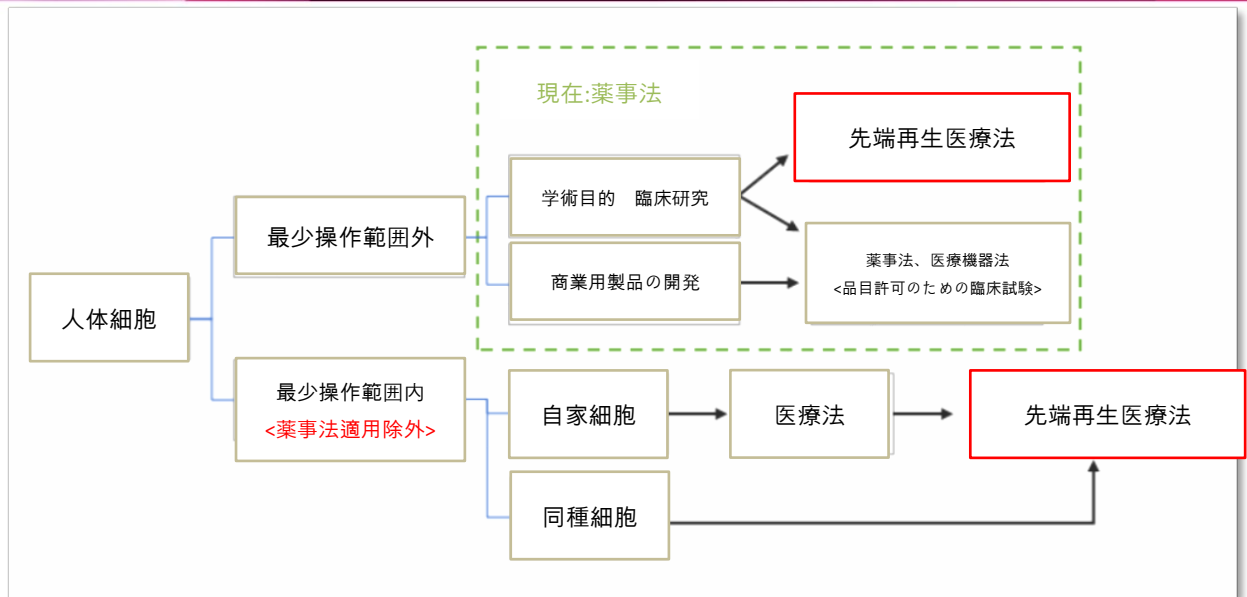 現在:薬事法
先端再生医療法
学術目的　臨床研究
最少操作範囲外
薬事法、医療機器法
<品目許可のための臨床試験>
商業用製品の開発
人体細胞
最少操作範囲内
<薬事法適用除外>
自家細胞
医療法
先端再生医療法
同種細胞